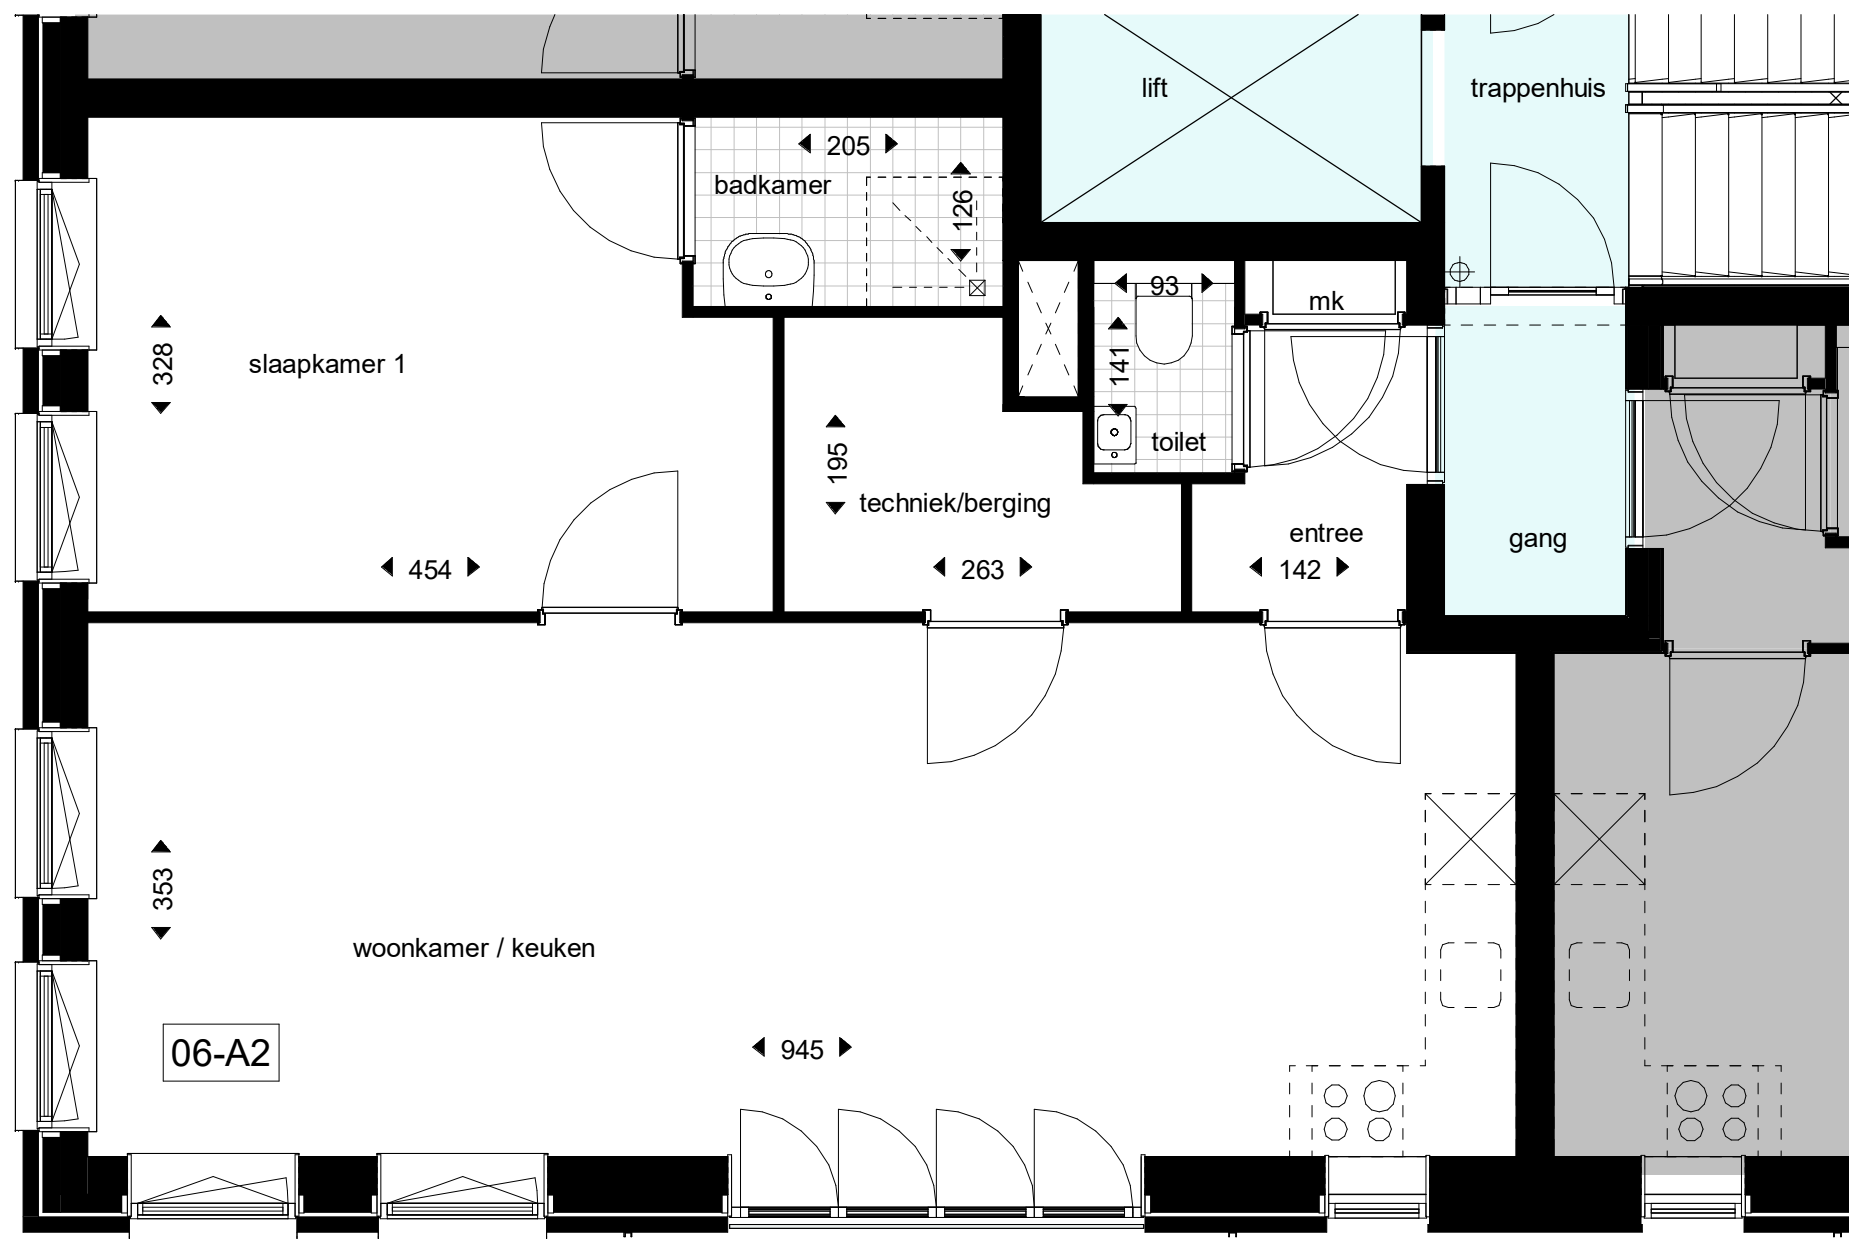 lift
trappenhuis
205
badkamer
126
93
mk
328
slaapkamer 1
141
toilet
195
techniek/berging
entree
gang
454
263
142
353
woonkamer / keuken
06-A2
945